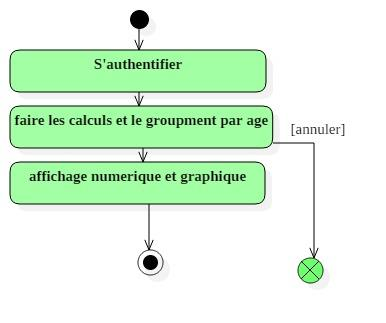 S'authentifier
faire les calculs et le groupment par age
[annuler]
affichage numerique et graphique